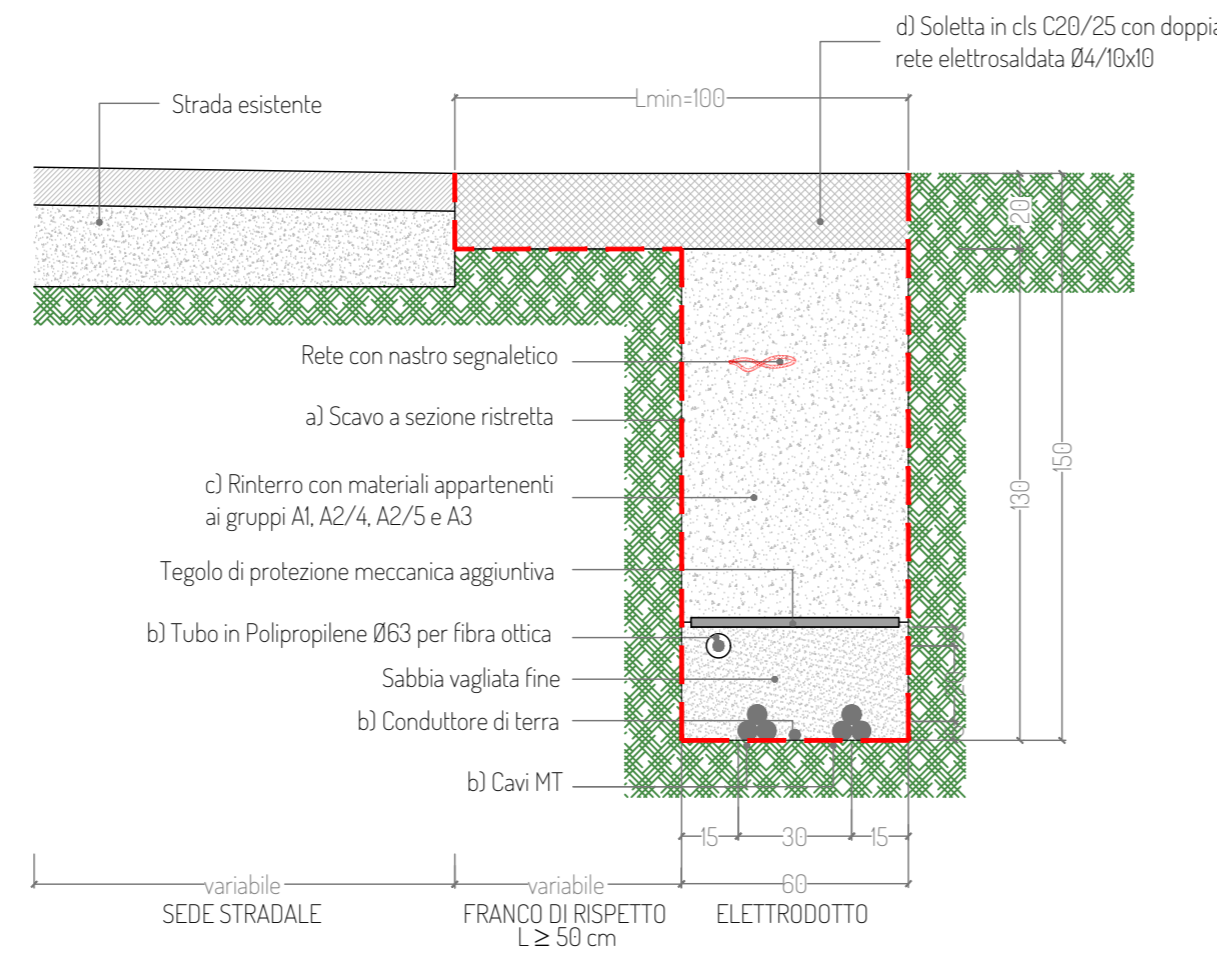 d) Soletta in cls C20/25 con doppia
rete elettrosaldata Ø4/10x10
Strada esistente
Lmin=100
20
Rete con nastro segnaletico
a) Scavo a sezione ristretta
150
130
c) Rinterro con materiali appartenenti
ai gruppi A1, A2/4, A2/5 e A3
Tegolo di protezione meccanica aggiuntiva
b) Tubo in Polipropilene Ø63 per fibra ottica
Sabbia vagliata fine
b) Conduttore di terra
b) Cavi MT
15
30
15
variabile
variabile
60
SEDE STRADALE
FRANCO DI RISPETTO
L ≥ 50 cm
ELETTRODOTTO